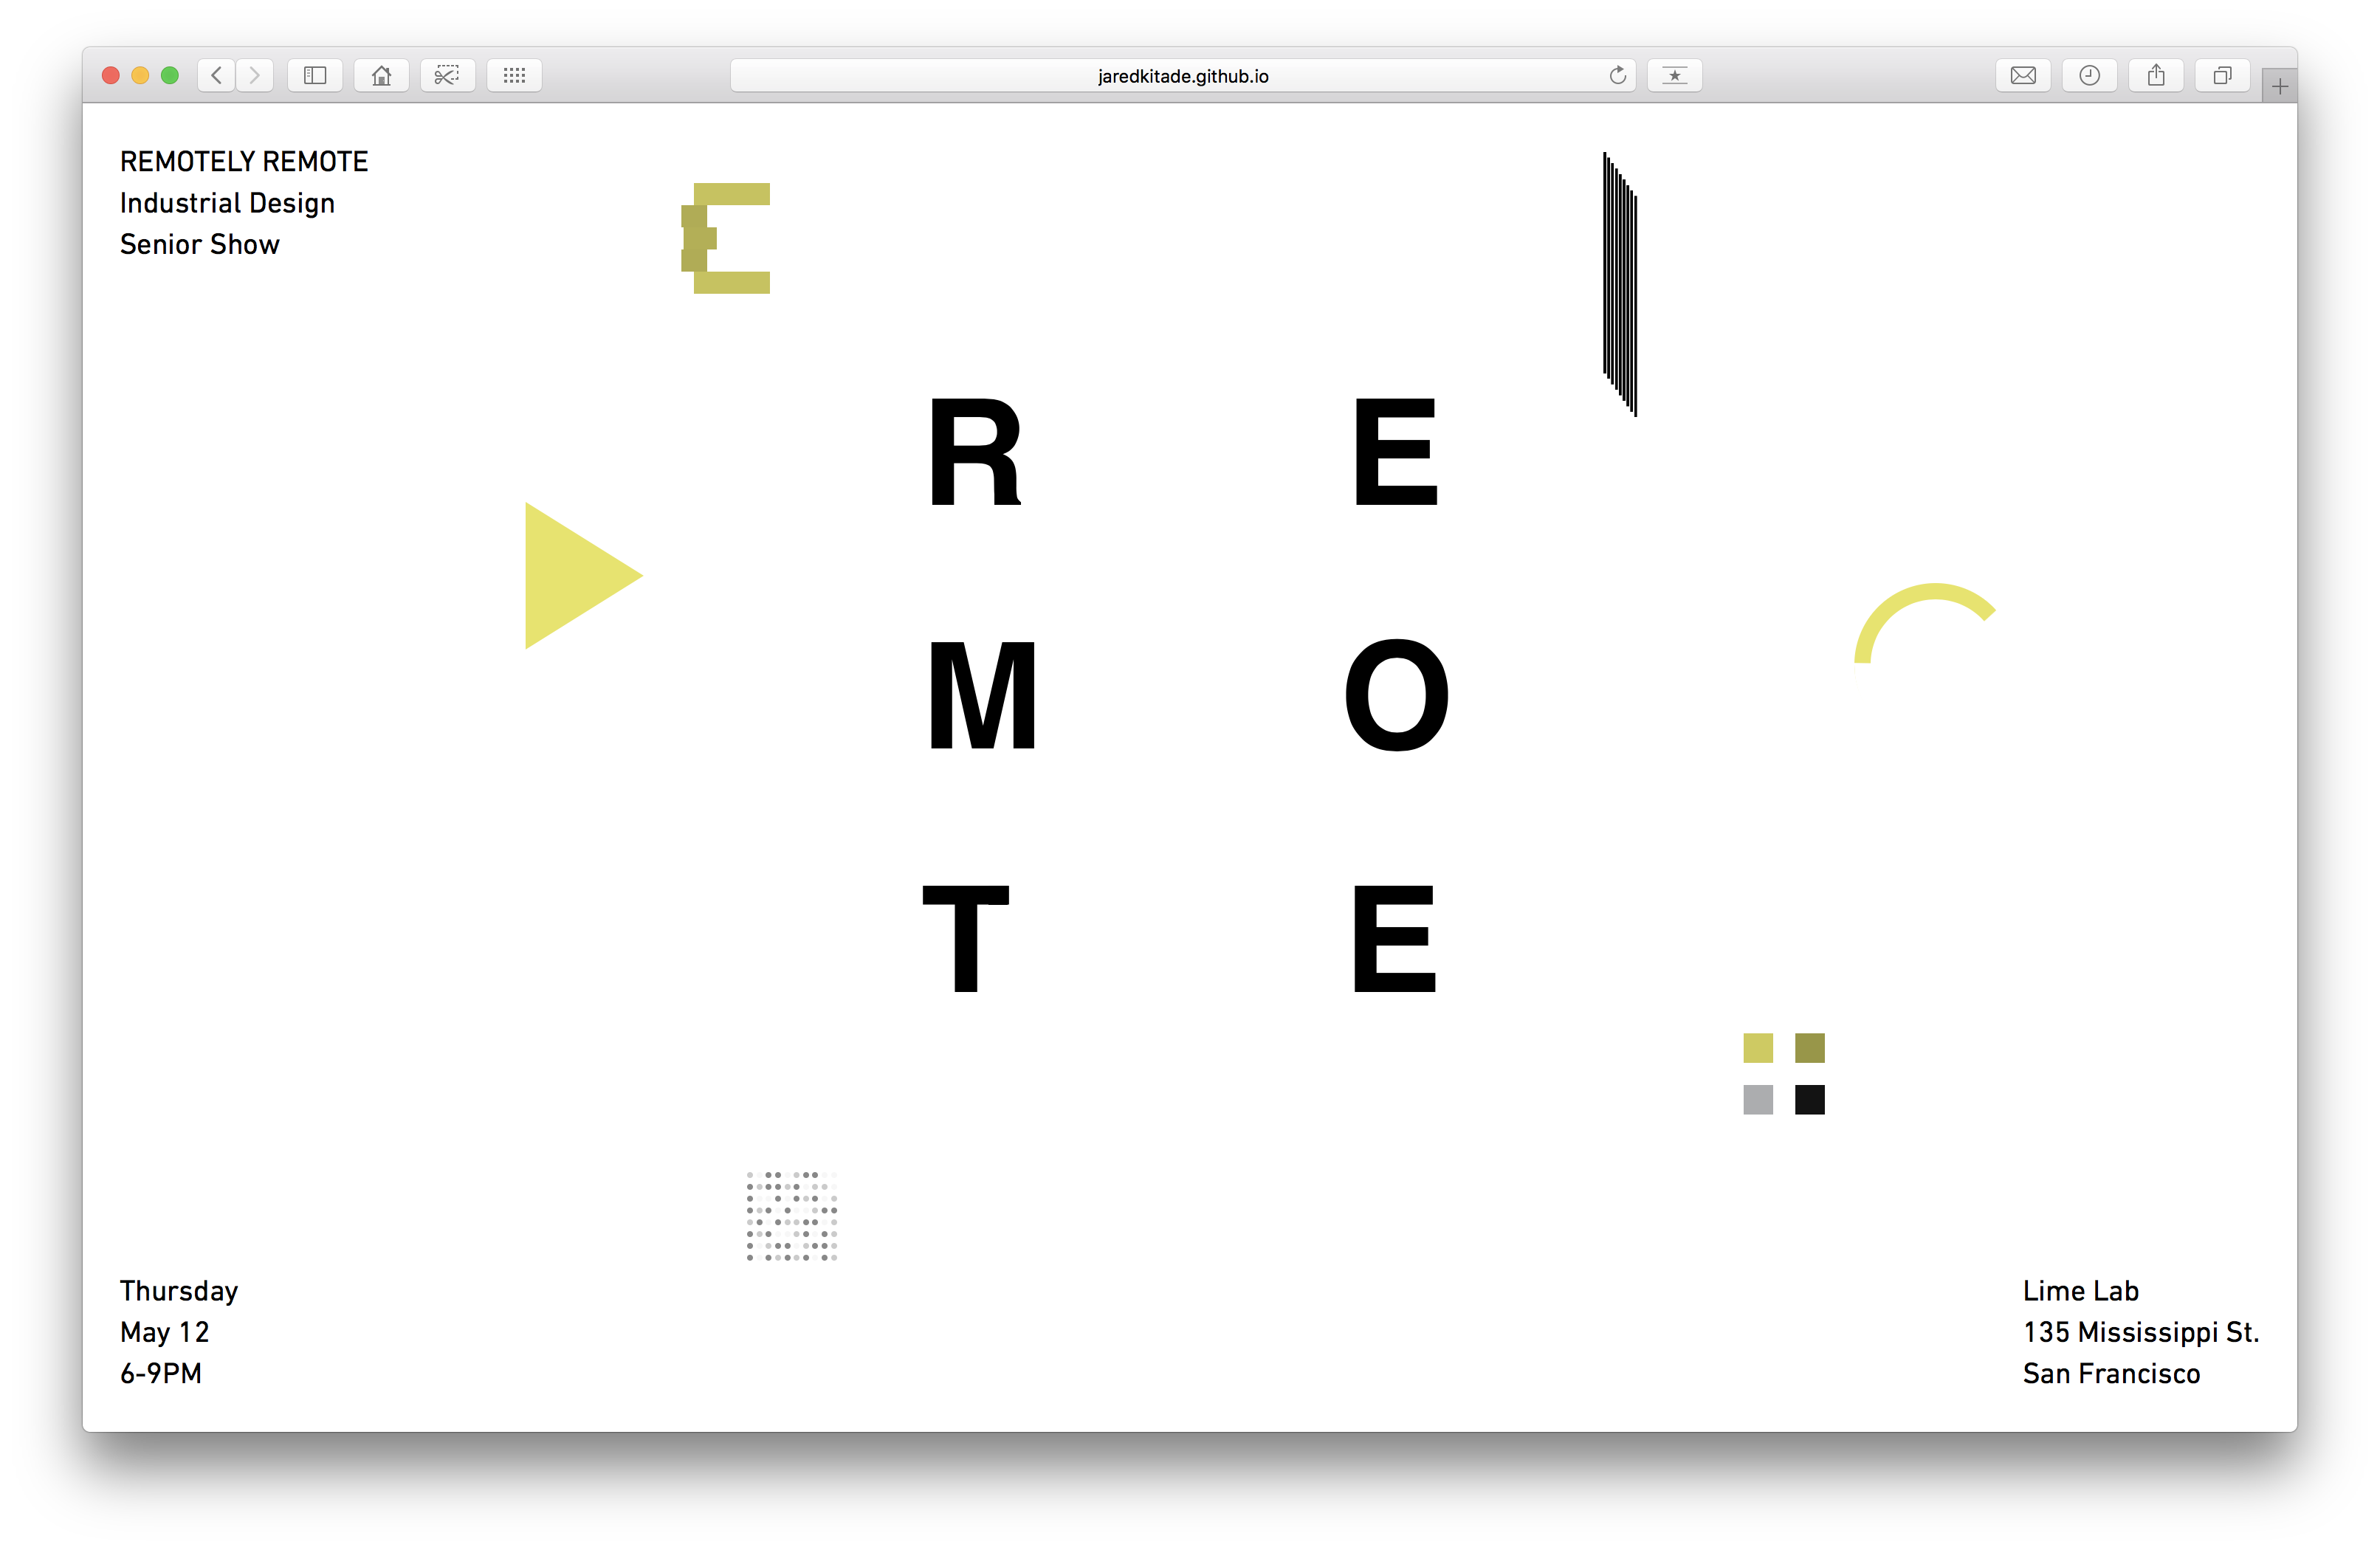 jaredkitade.github.io
REMOTELY REMOTE
Industrial Design
Senior Show
R E
M O
T E
Thursday
May 12
6-9PM
Lime Lab
135 Mississippi St.
San Francisco